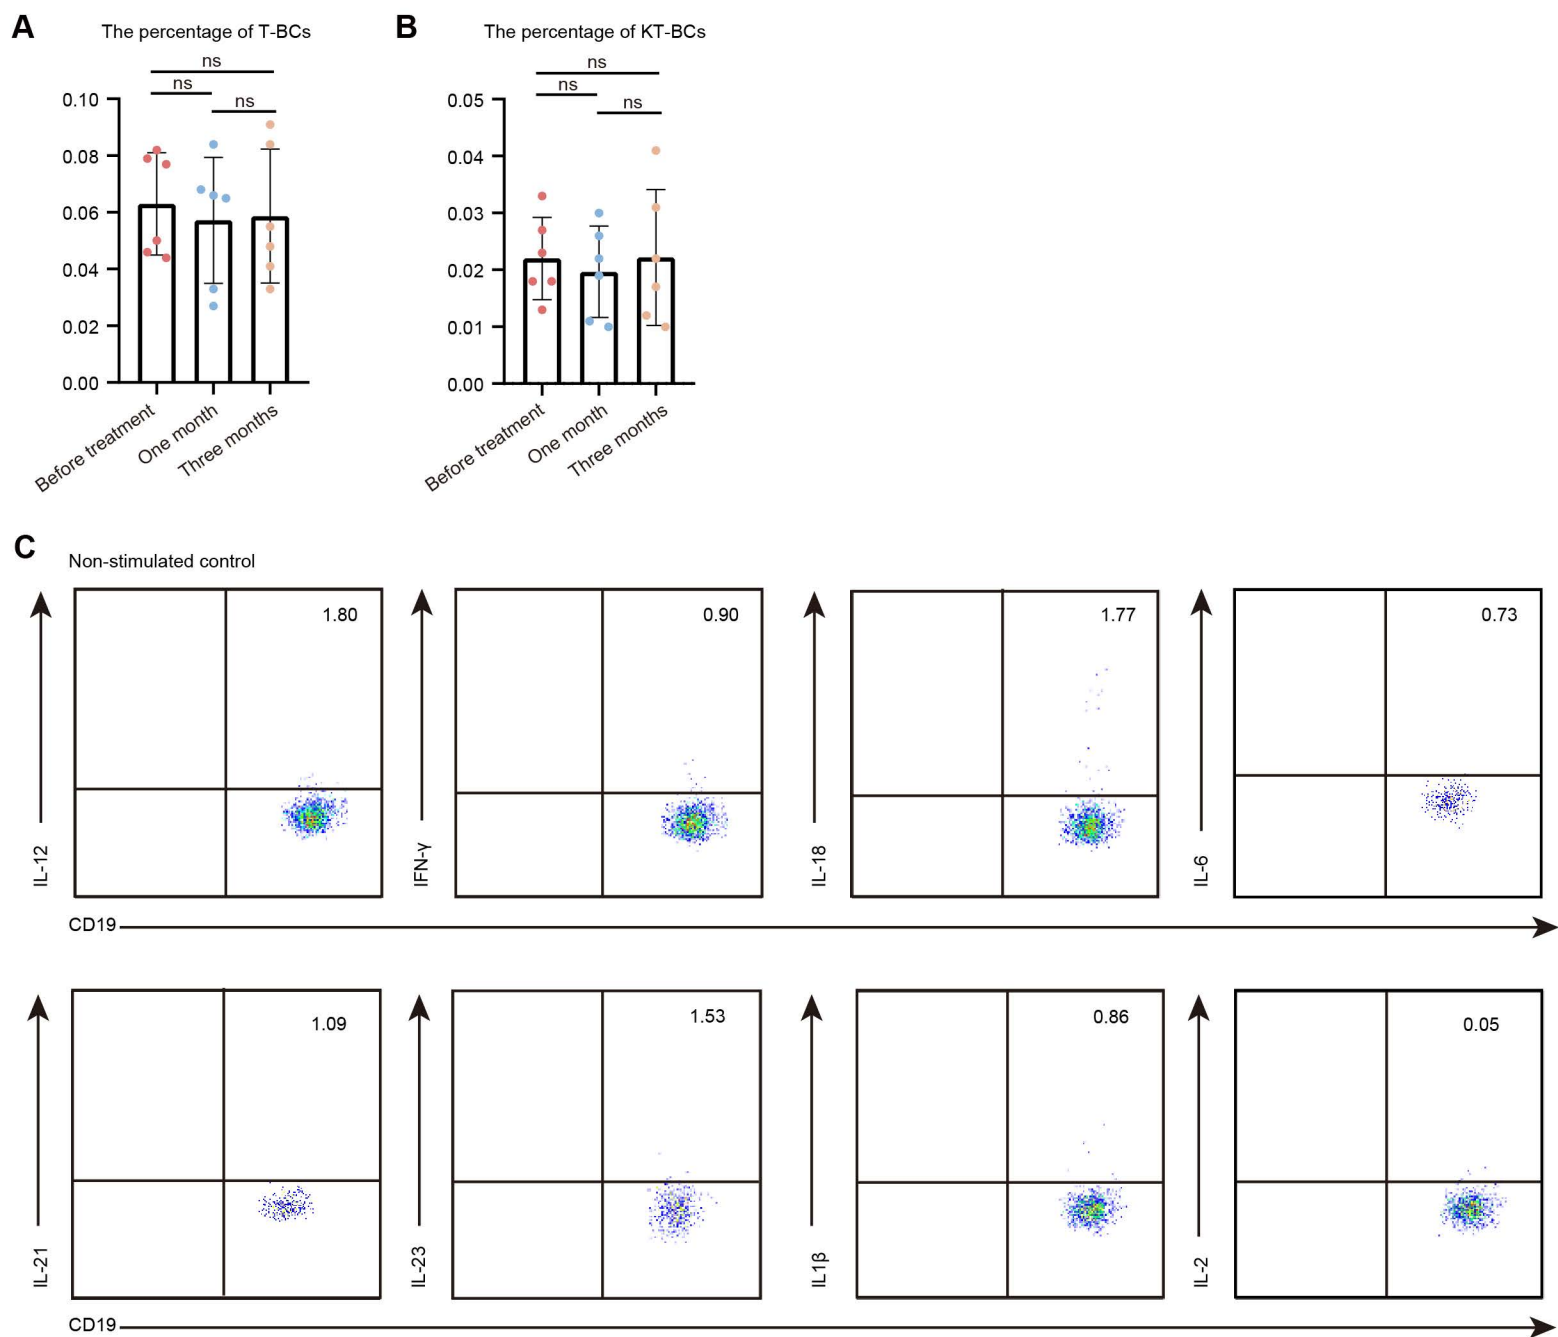 A
The percentage of T-BCs
ns
ns
ns
0.10
0.08
0.06
0.04
0.02
0.00
Before treatment
One month
Three months
B
The percentage of KT-BCs
ns
ns
ns
0.05
0.04
0.03
0.02
0.01
0.00
Before treatment
One month
Three months
C
Non-stimulated control
IL-12
1.80
IFN-γ
0.90
IL-18
1.77
IL-6
0.73
CD19
IL-21
1.09
IL-23
1.53
IL1β
0.86
IL-2
0.05
CD19